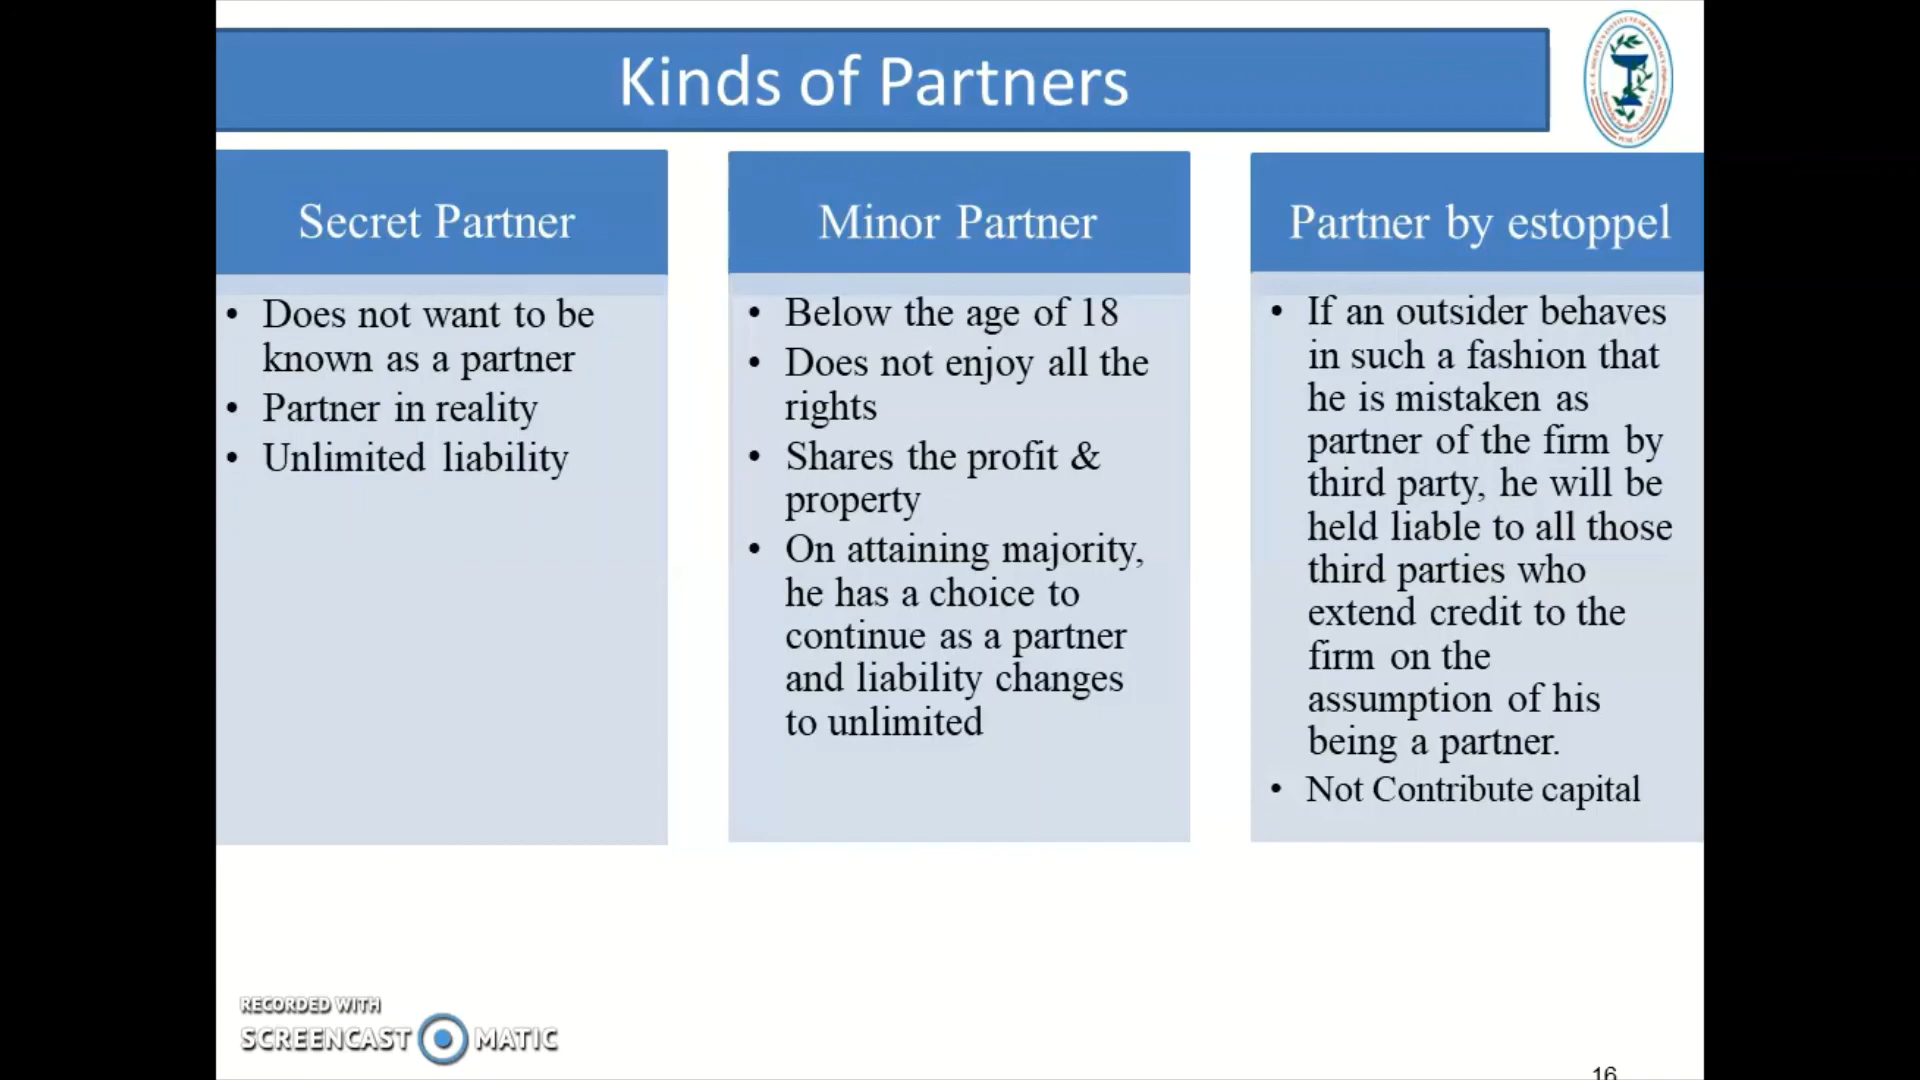 Kinds of Partners
Secret Partner
• Does not want to be
known as a partner
• Partner in reality
• Unlimited liability
Minor Partner
• Below the age of 18
• Does not enjoy all the
rights
• Shares the profit &
property
• On attaining majority,
he has a choice to
continue as a partner
and liability changes
to unlimited
Partner by estoppel
• If an outsider behaves
in such a fashion that
he is mistaken as
partner of the firm by
third party, he will be
held liable to all those
third parties who
extend credit to the
firm on the
assumption of his
being a partner.
• Not Contribute capital
RECORDED WITH
SCREENCAST MATIC
16